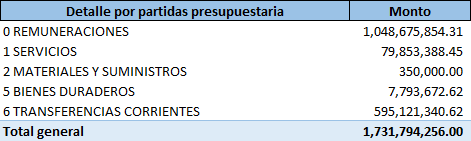 Detalle por partidas presupuestaria Monto
0 REMUNERACIONES 1,048,675,854.31
1 SERVICIOS 79,853,388.45
2 MATERIALES Y SUMINISTROS 350,000.00
5 BIENES DURADEROS 7,793,672.62
6 TRANSFERENCIAS CORRIENTES 595,121,340.62
Total general 1,731,794,256.00